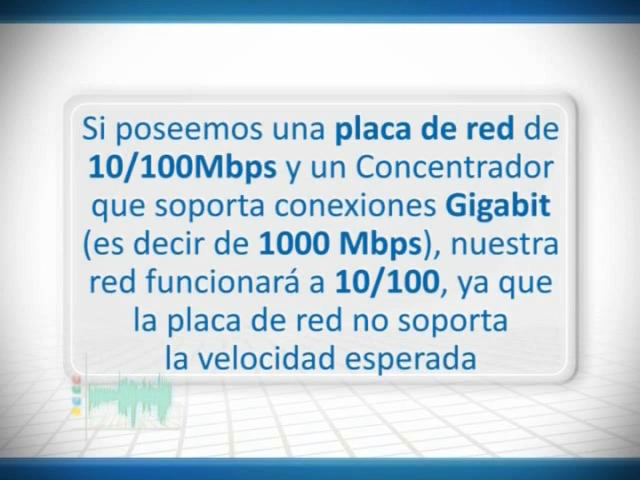 Si poseemos una placa de red de
10/100Mbps y un Concentrador
que soporta conexiones Gigabit
(es decir de 1000 Mbps), nuestra
red funcionará a 10/100, ya que
la placa de red no soporta
la velocidad esperada